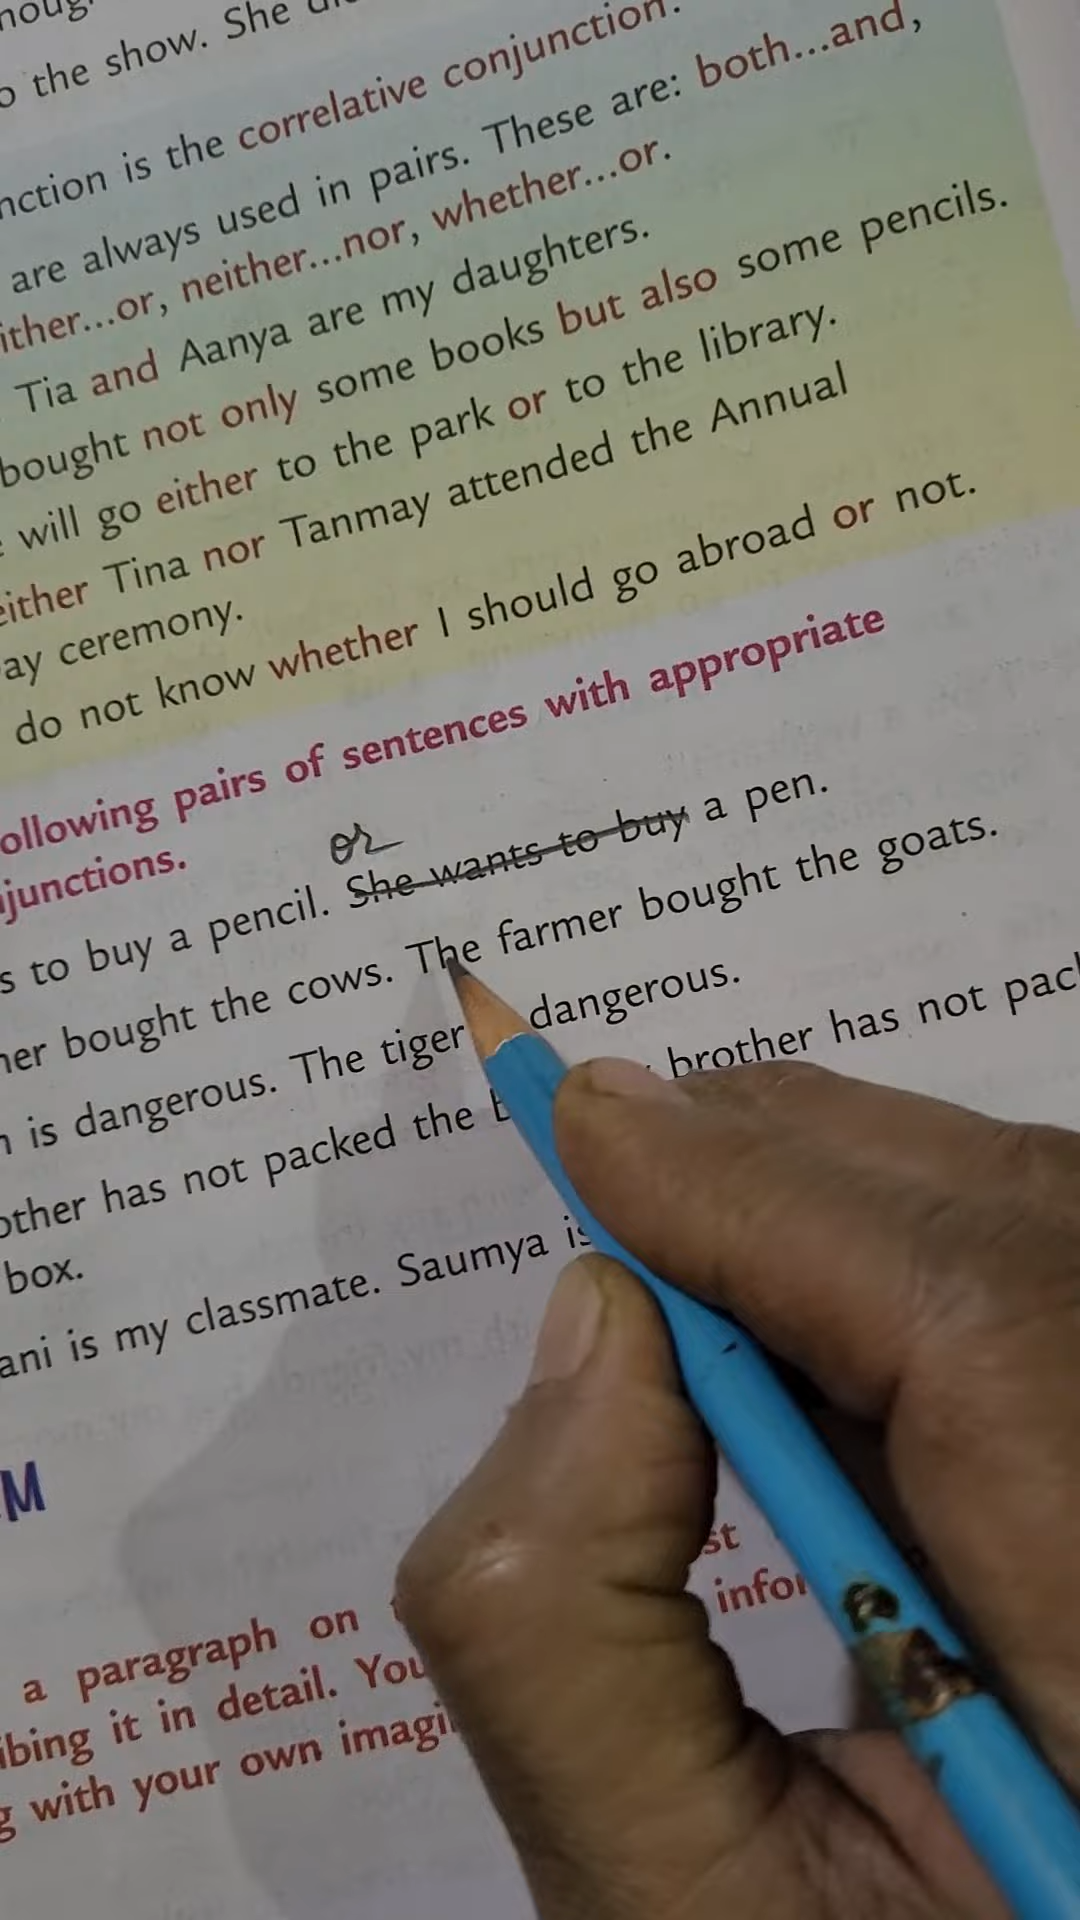 the show. She
nction is the correlative conjunction.
are always used in pairs. These are: both...and,
ither...or, neither...nor, whether...or.
Tia and Aanya are my daughters.
bought not only some books but also some pencils.
will go either to the park or to the library.
either Tina nor Tanmay attended the Annual
ay ceremony.
do not know whether I should go abroad or not.
ollowing pairs of sentences with appropriate
junctions.
or
s to buy a pencil. She wants to buy a pen.
her bought the cows. The farmer bought the goats.
is dangerous. The tiger dangerous.
other has not packed the brother has not pack
box.
ani is my classmate. Saumya is
M
st
a paragraph on infor
ibing it in detail. You
g with your own imagi